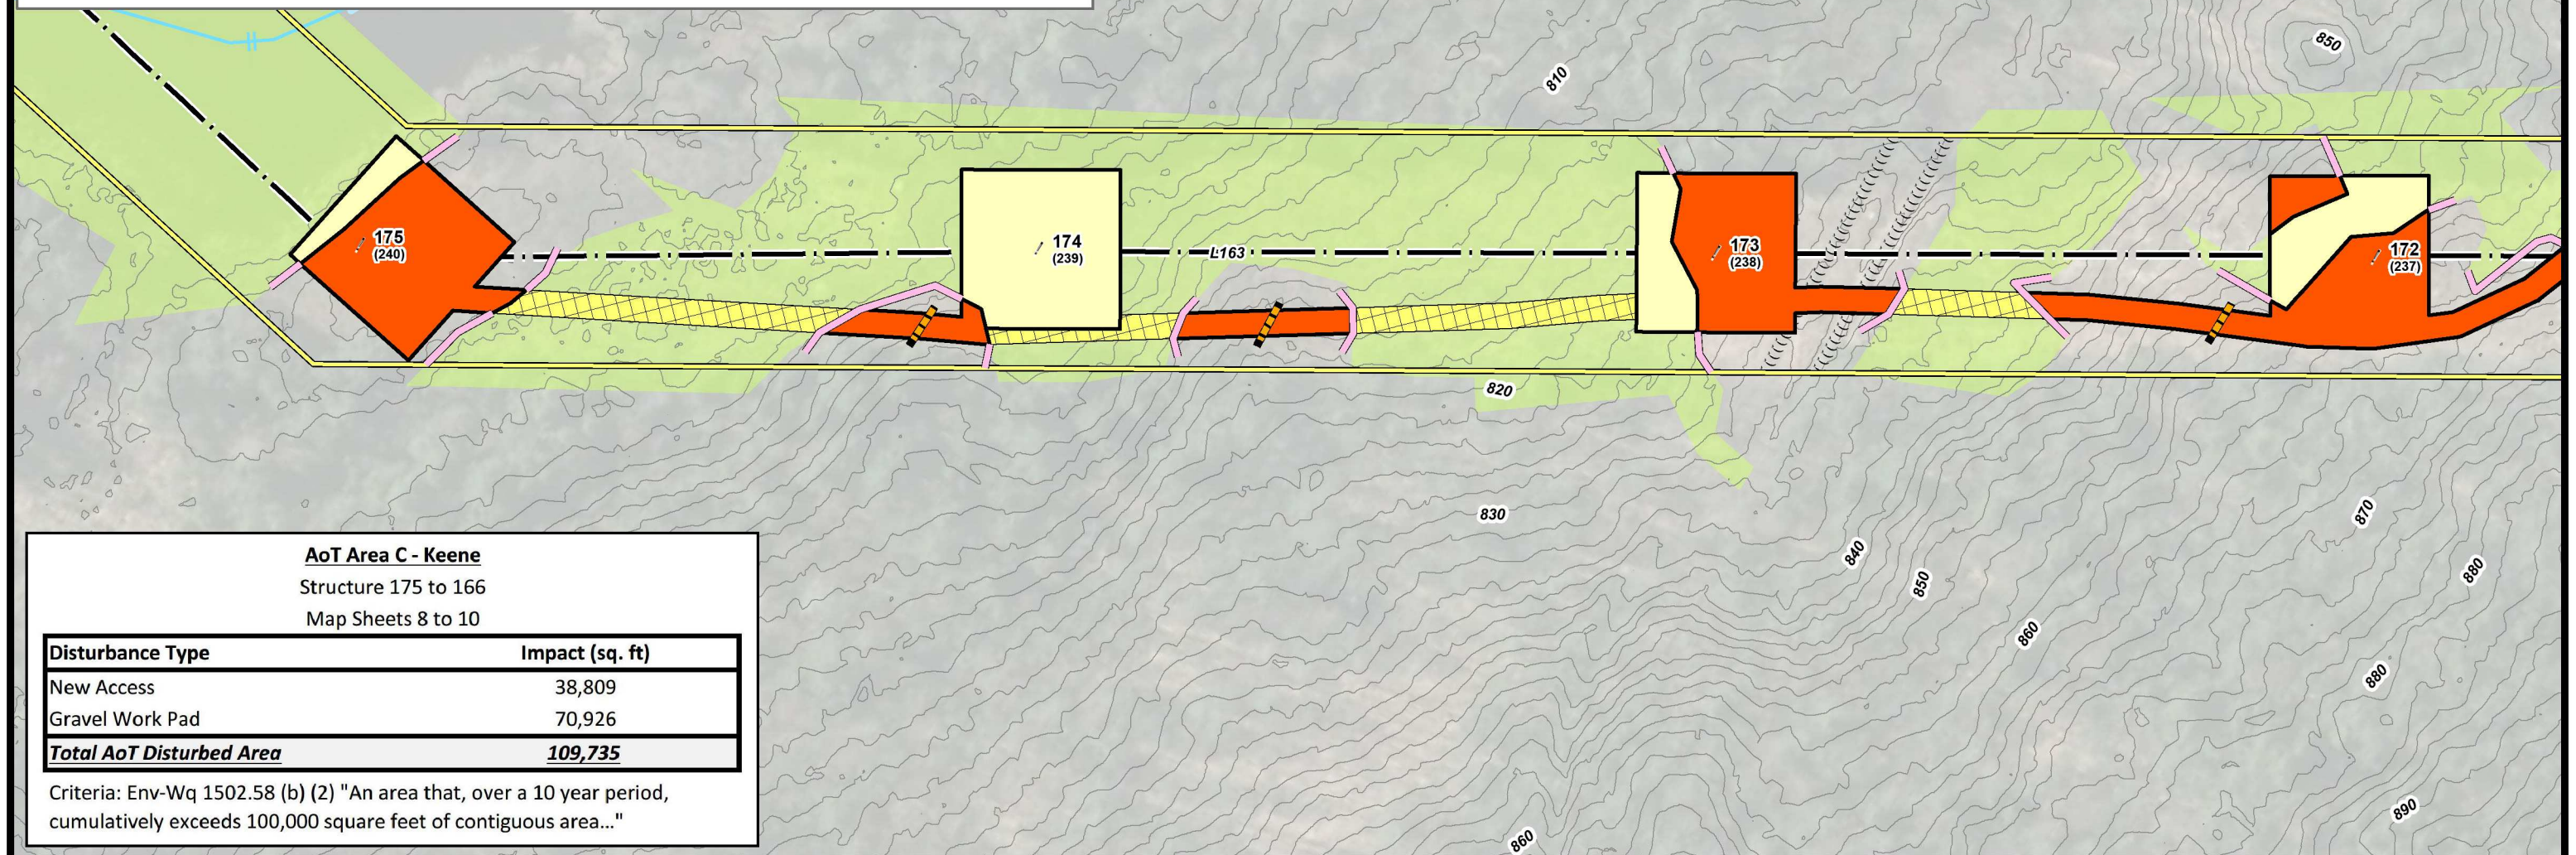 850
810
175
(240)
174
(239)
L163
173
(238)
172
(237)
820
830
870
840
850
880
860
880
890
860
AoT Area C - Keene
Structure 175 to 166
Map Sheets 8 to 10
Disturbance Type Impact (sq. ft)
New Access 38,809
Gravel Work Pad 70,926
Total AoT Disturbed Area 109,735
Criteria: Env-Wq 1502.58 (b) (2) "An area that, over a 10 year period,
cumulatively exceeds 100,000 square feet of contiguous area..."